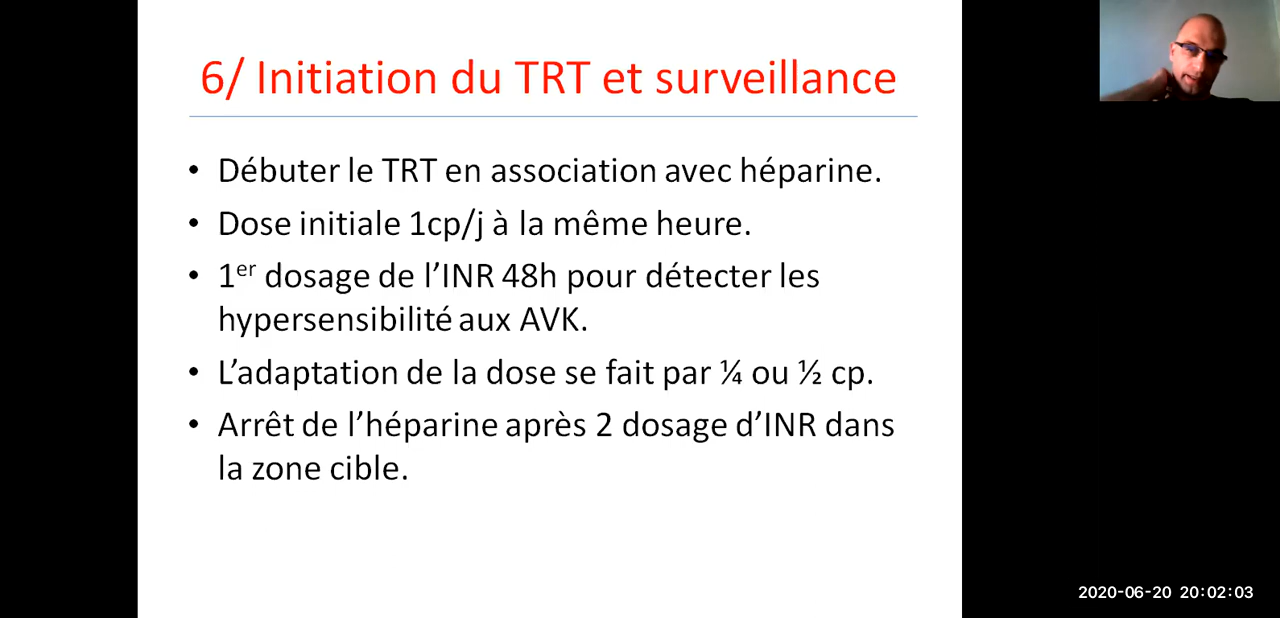 6/ Initiation du TRT et surveillance
• Débuter le TRT en association avec héparine.
• Dose initiale 1cp/j à la même heure.
• 1er dosage de l’INR 48h pour détecter les
hypersensibilité aux AVK.
• L’adaptation de la dose se fait par ¼ ou ½ cp.
• Arrêt de l’héparine après 2 dosage d’INR dans
la zone cible.
2020-06-20 20:02:03